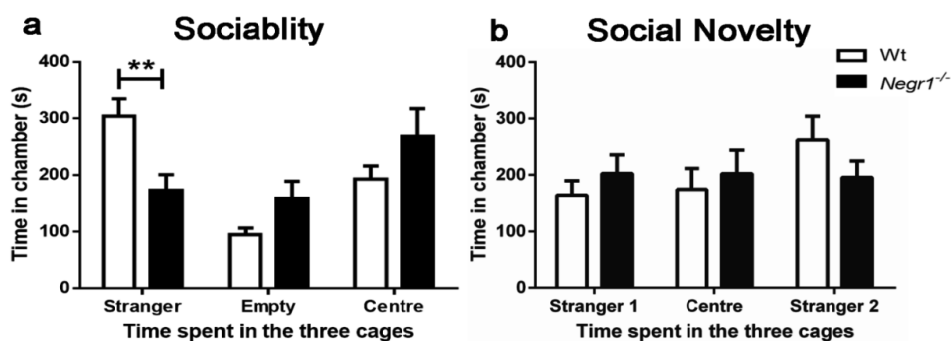 a Sociablity
Time in chamber (s)
400
300
200
100
0
**
Stranger Empty Centre
Time spent in the three cages
b Social Novelty
Wt
Negr1-/-
Time in chamber (s)
400
300
200
100
0
Stranger 1 Centre Stranger 2
Time spent in the three cages